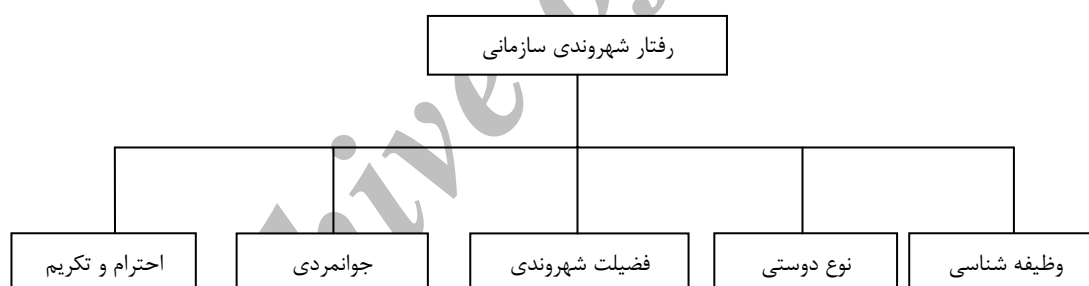 رفتار شهروندی سازمانی
وظیفه شناسی
نوع دوستی
فضیلت شهروندی
جوانمردی
احترام و تکریم